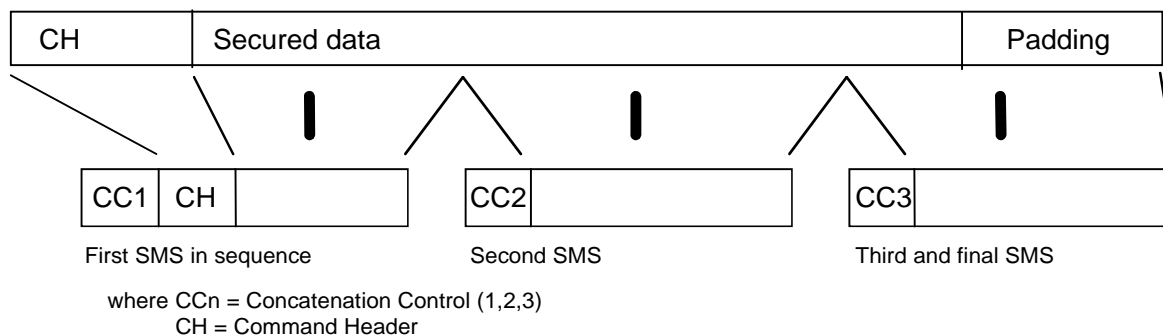 CH Secured data Padding
CC1 CH CC2 CC3
First SMS in sequence Second SMS Third and final SMS
where CCn = Concatenation Control (1,2,3)
CH = Command Header